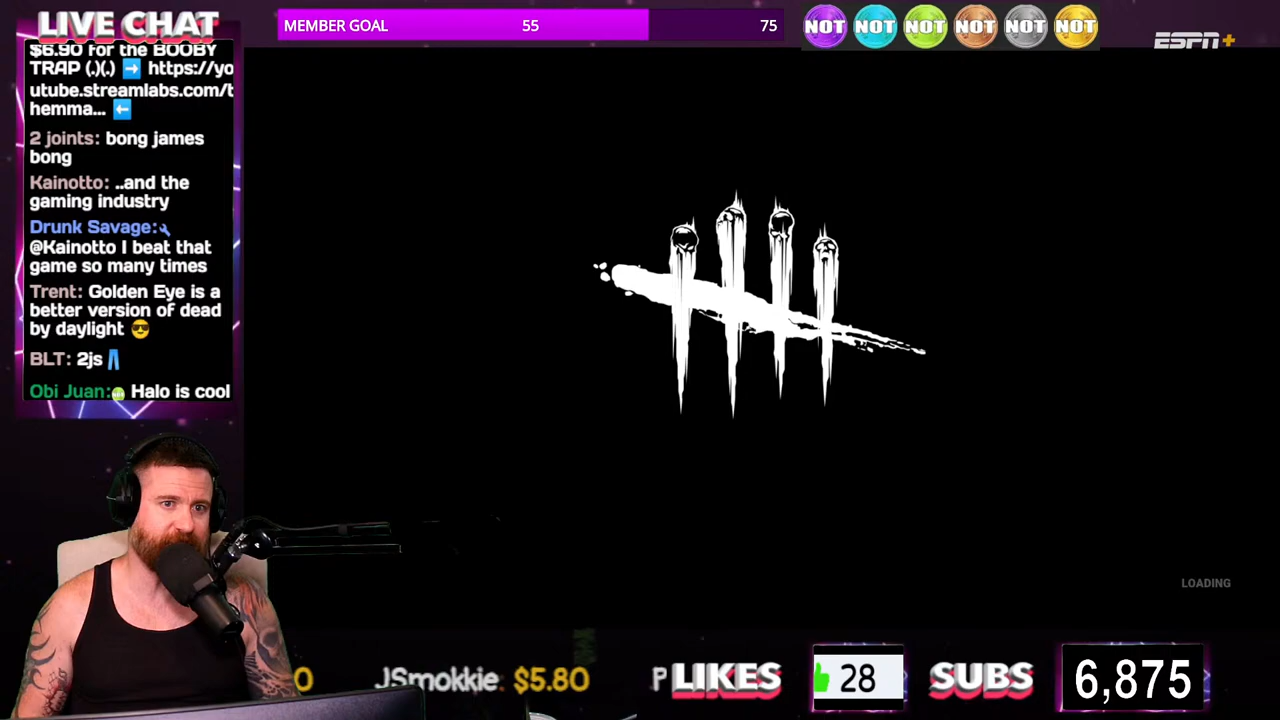 LIVE CHAT
$6.90 for the BOOBY
TRAP (.)(.) ➡ https://yo
utube.streamlabs.com/t
hemma... ⬅
2 joints: bong james
bong
Kainotto: ..and the
gaming industry
Drunk Savage:
@Kainotto I beat that
game so many times
Trent: Golden Eye is a
better version of dead
by daylight 😎
BLT: 2js 👖
Obi Juan: Halo is cool
MEMBER GOAL 55 75
NOT NOT NOT NOT NOT NOT
ESPN+
LOADING
0 JSmokkie $5.80 P
LIKES 28 SUBS 6,875